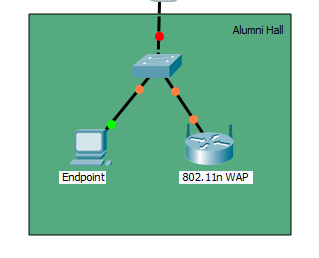 Alumni Hall
Endpoint
802.11n WAP